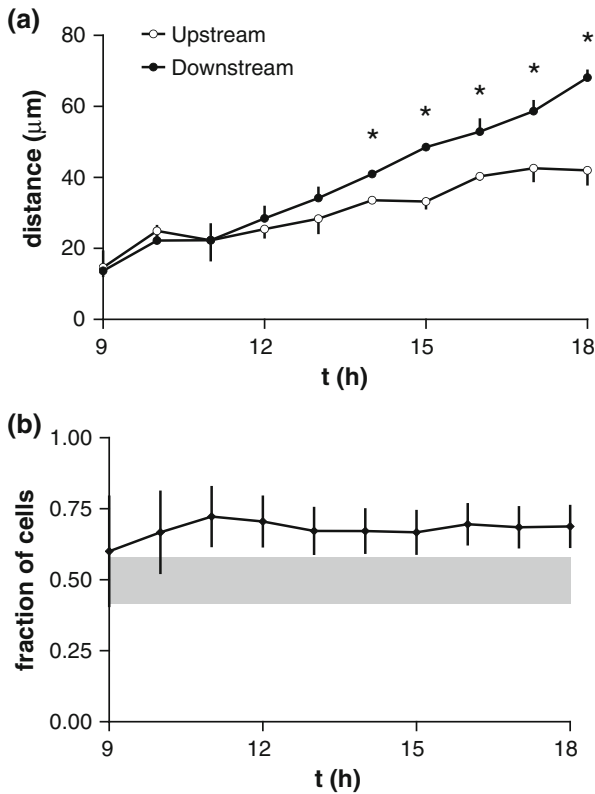 (a)
Upstream
Downstream
80
60
40
20
0
distance (μm)
* * * * *
9 12 15 18
t (h)
(b)
1.00
0.75
0.50
0.25
0.00
fraction of cells
9 12 15 18
t (h)